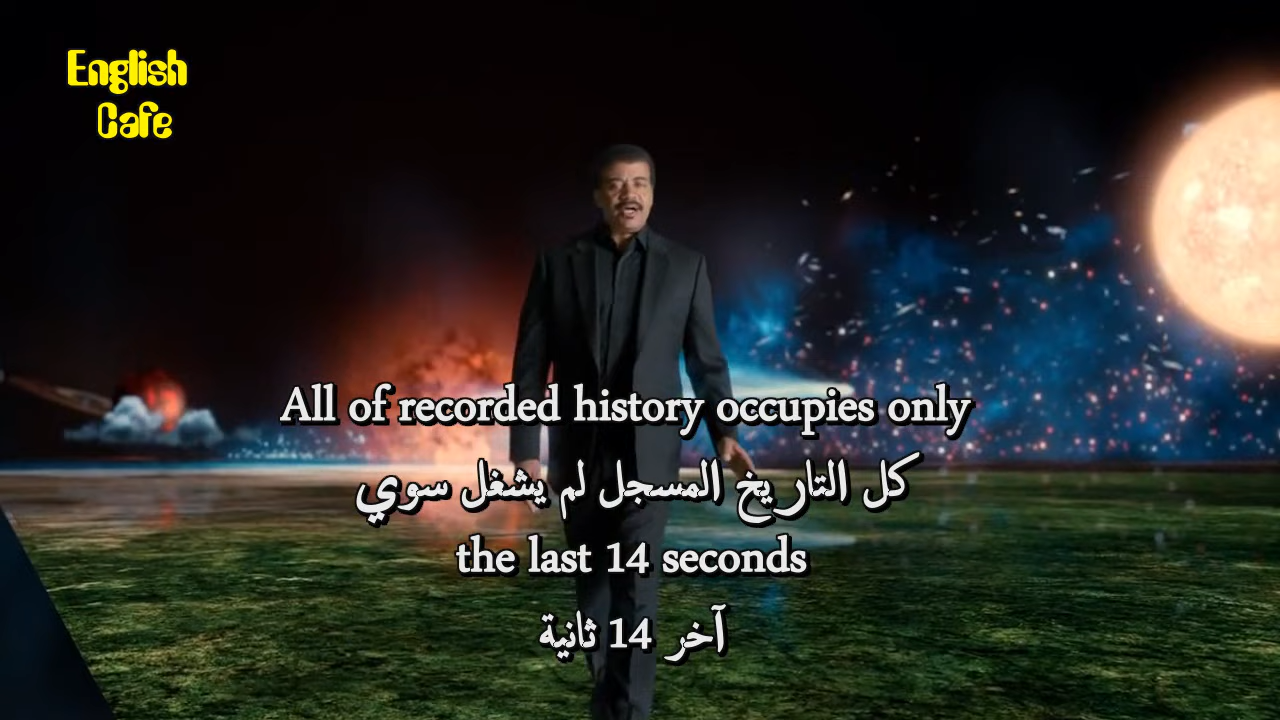 English
Cafe
All of recorded history occupies only
كل التاريخ المسجل لم يشغل سوي
the last 14 seconds
آخر 14 ثانية